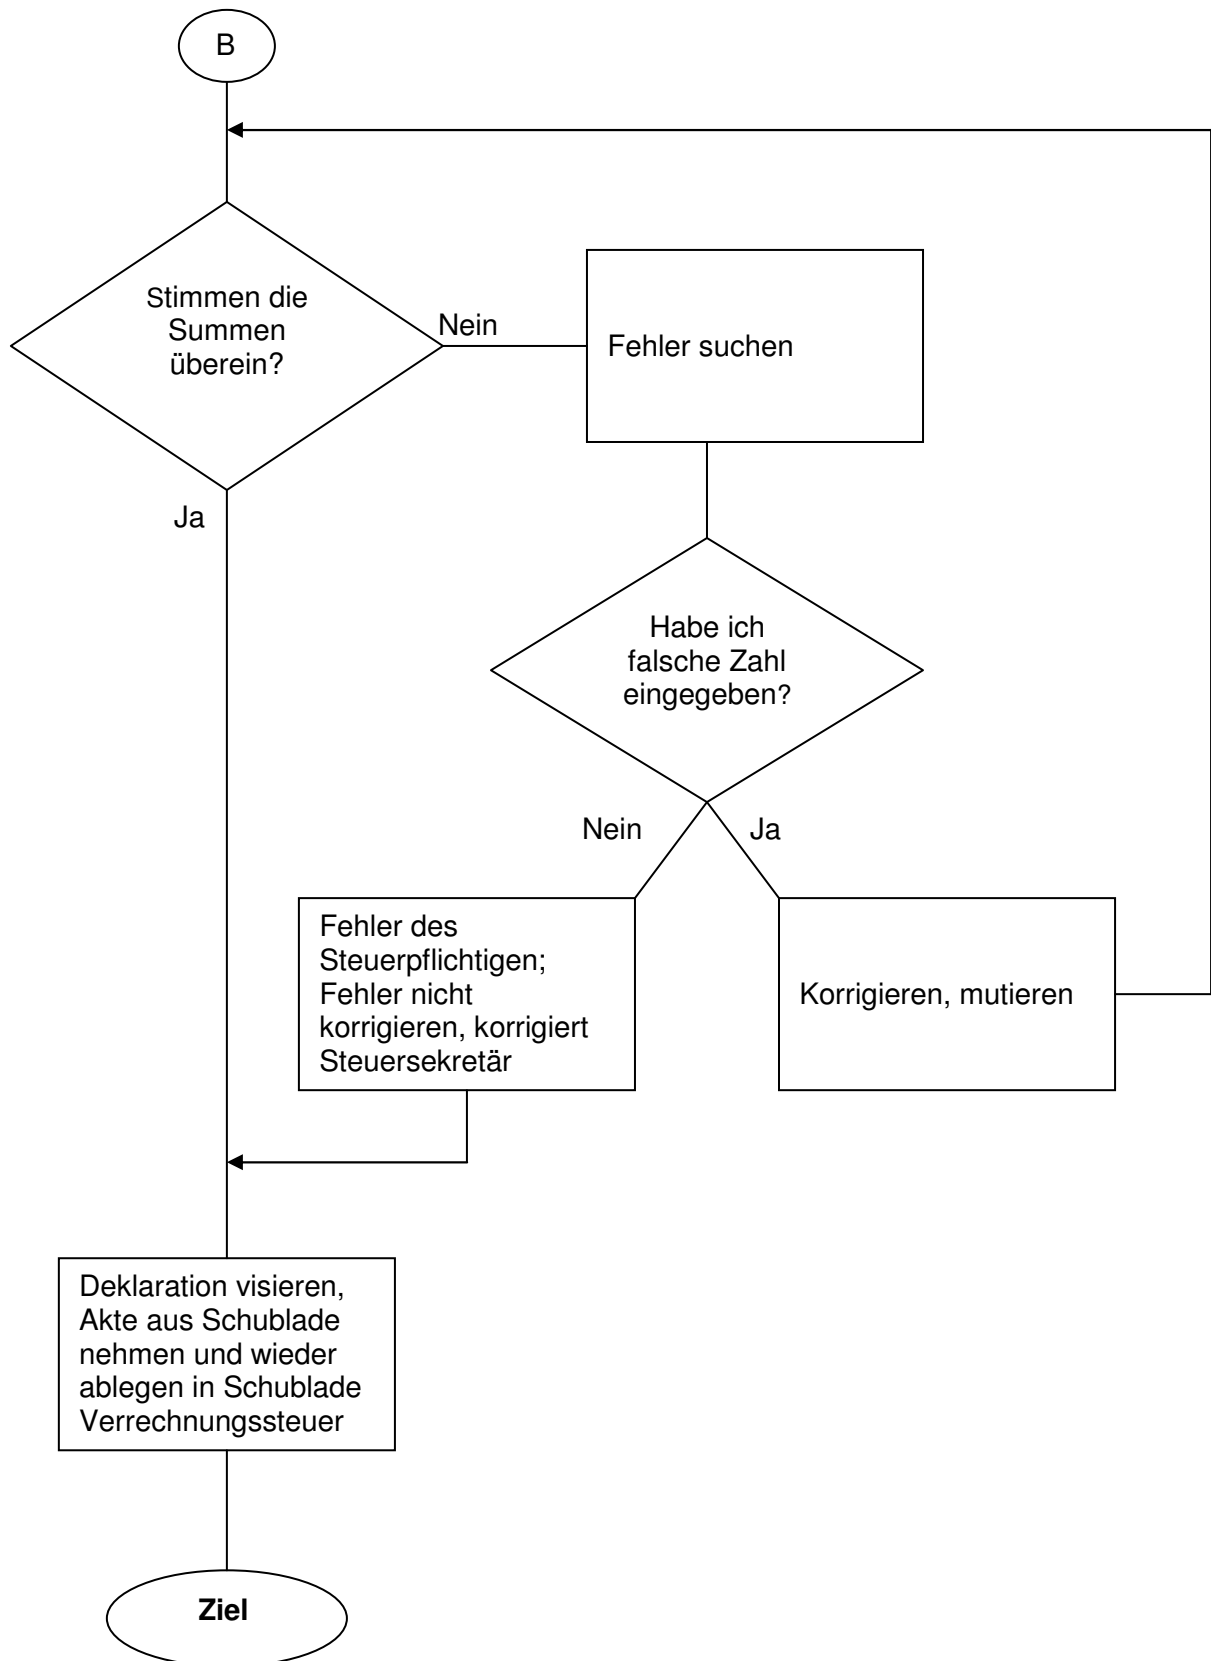 B
Stimmen die
Summen
überein?
Nein
Fehler suchen
Ja
Habe ich
falsche Zahl
eingegeben?
Nein
Ja
Fehler des
Steuerpflichtigen;
Fehler nicht
korrigieren, korrigiert
Steuersekretär
Korrigieren, mutieren
Deklaration visieren,
Akte aus Schublade
nehmen und wieder
ablegen in Schublade
Verrechnungssteuer
Ziel